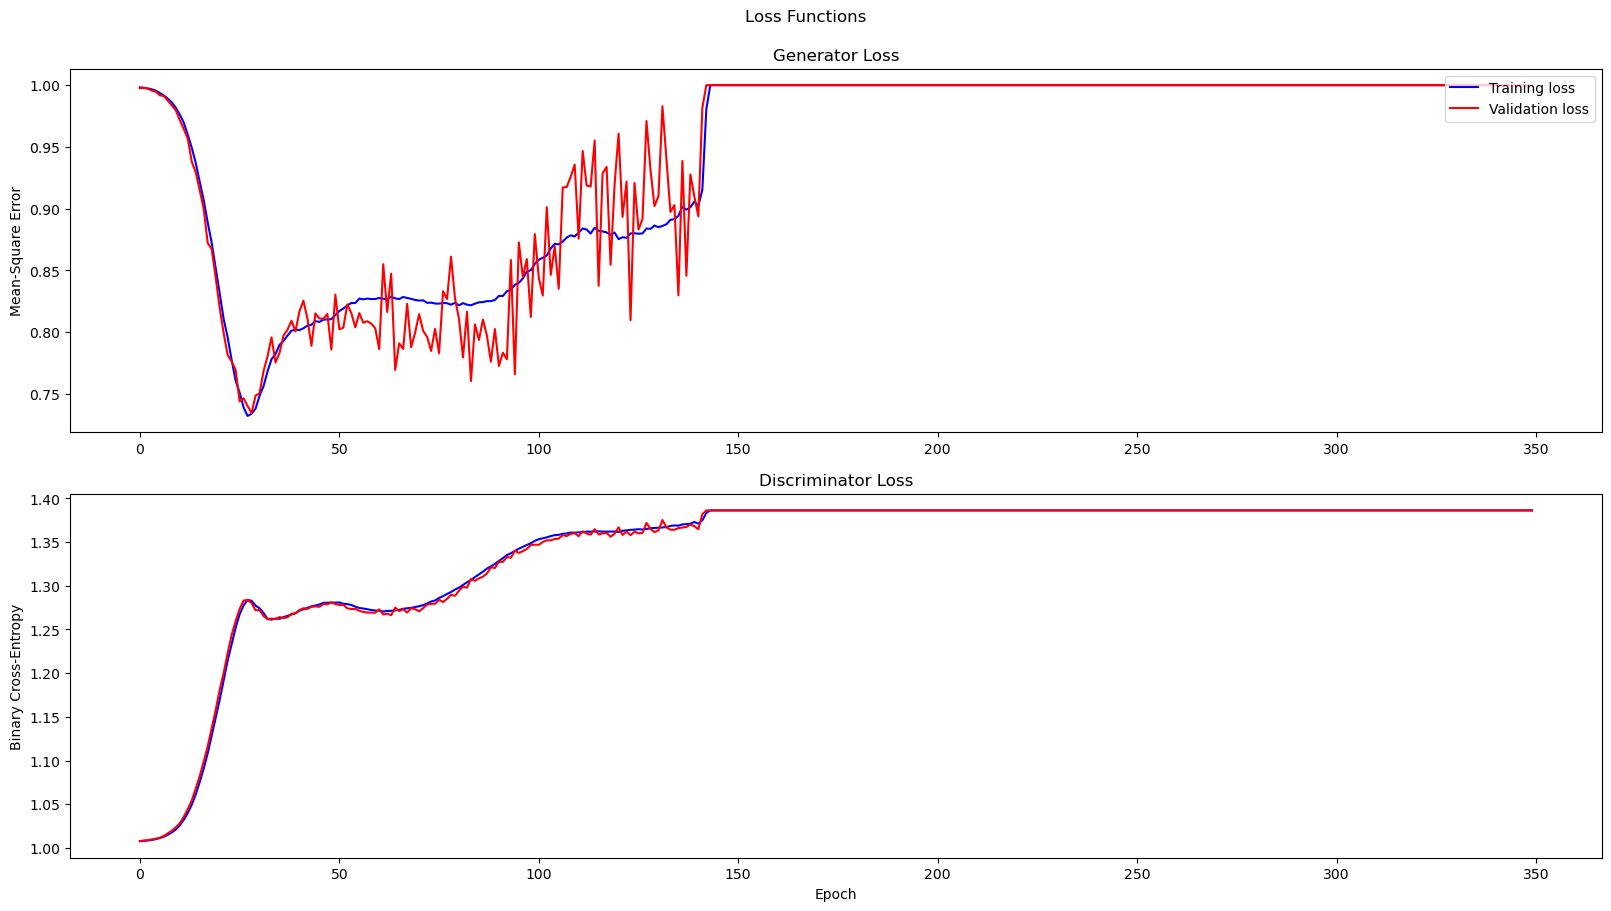 Loss Functions
Generator Loss
Mean-Square Error
1.00
0.95
0.90
0.85
0.80
0.75
Training loss
Validation loss
0 50 100 150 200 250 300 350
Discriminator Loss
Binary Cross-Entropy
1.40
1.35
1.30
1.25
1.20
1.15
1.10
1.05
1.00
0 50 100 150 200 250 300 350
Epoch